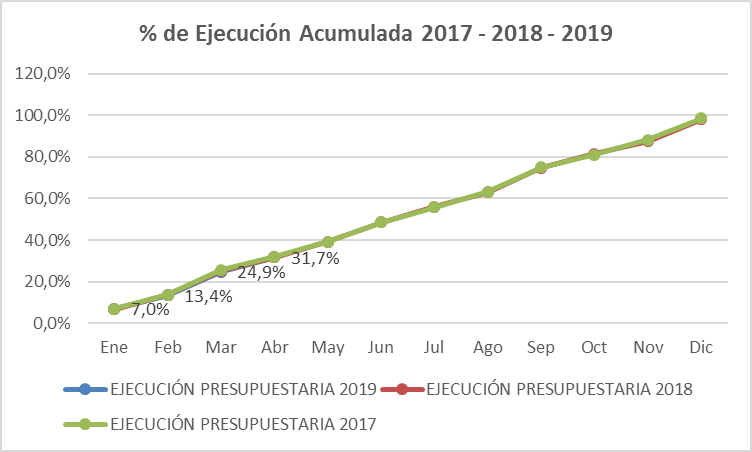 % de Ejecución Acumulada 2017 - 2018 - 2019
120,0%
100,0%
80,0%
60,0%
40,0%
20,0%
0,0%
7,0%
13,4%
24,9%
31,7%
Ene Feb Mar Abr May Jun Jul Ago Sep Oct Nov Dic
EJECUCIÓN PRESUPUESTARIA 2019 EJECUCIÓN PRESUPUESTARIA 2018
EJECUCIÓN PRESUPUESTARIA 2017